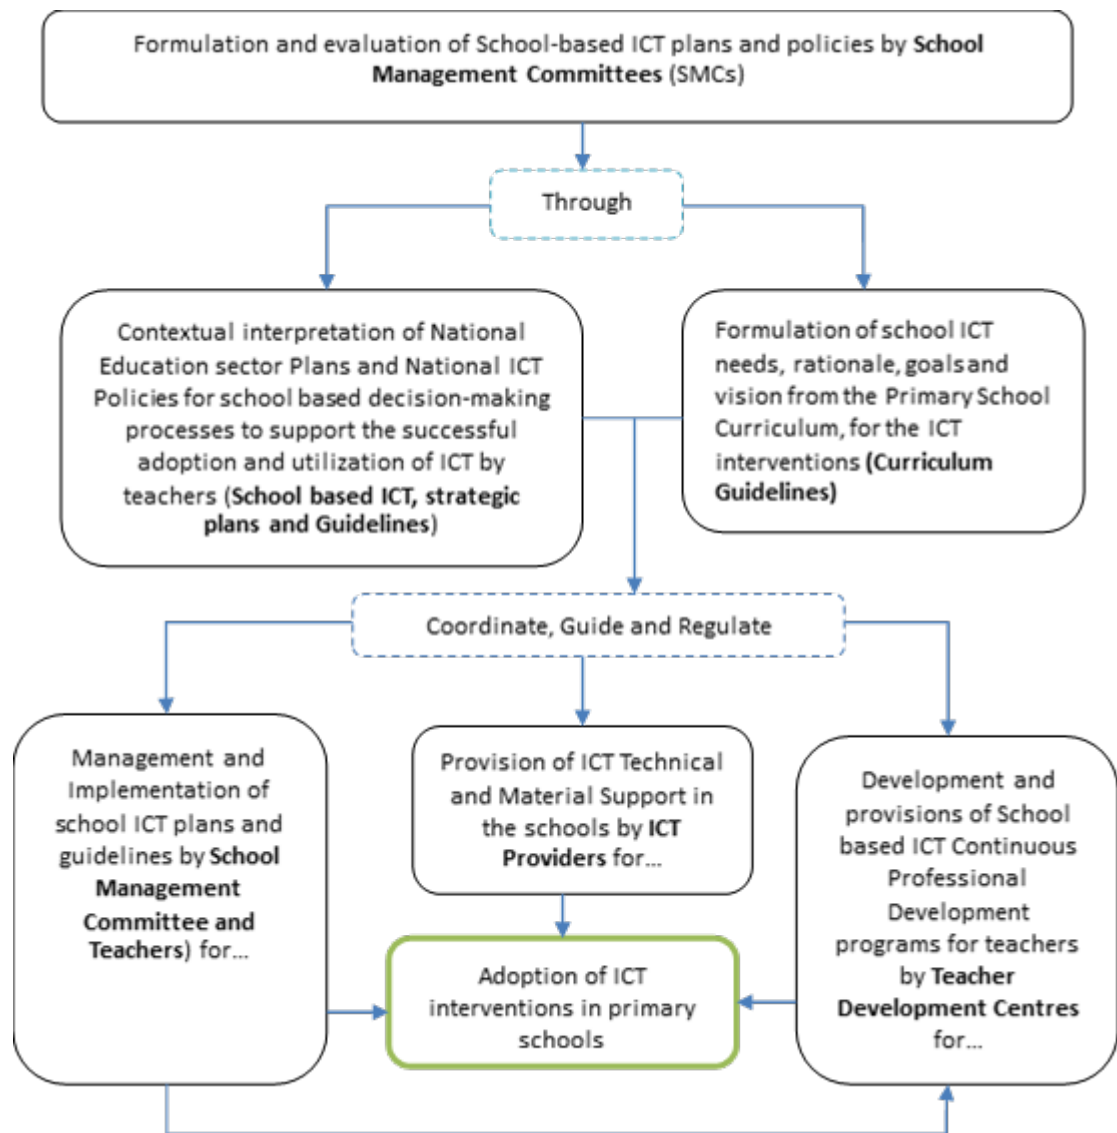 Formulation and evaluation of School-based ICT plans and policies by School
Management Committees (SMCs)
Through
Contextual interpretation of National
Education sector Plans and National ICT
Policies for school based decision-making
processes to support the successful
adoption and utilization of ICT by
teachers (School based ICT, strategic
plans and Guidelines)
Formulation of school ICT
needs, rationale, goals and
vision from the Primary School
Curriculum, for the ICT
interventions (Curriculum
Guidelines)
Coordinate, Guide and Regulate
Management and
Implementation of
school ICT plans and
guidelines by School
Management
Committee and
Teachers) for...
Provision of ICT Technical
and Material Support in
the schools by ICT
Providers for...
Development and
provisions of School
based ICT Continuous
Professional
Development
programs for teachers
by Teacher
Development Centres
for...
Adoption of ICT
interventions in primary
schools